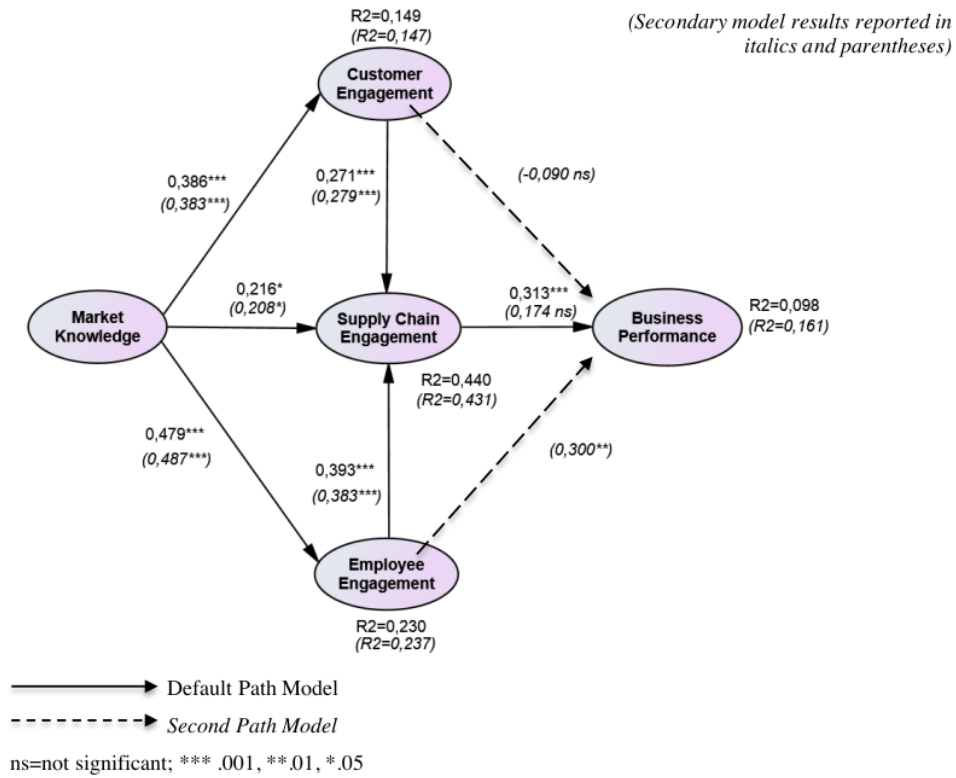 R2=0,149
(R2=0,147)
(Secondary model results reported in
italics and parentheses)
Customer
Engagement
0,386***
(0,383***)
0,271***
(0,279***)
(-0,090 ns)
Market
Knowledge
0,216*
(0,208*)
Supply Chain
Engagement
0,313***
(0,174 ns)
Business
Performance
R2=0,098
(R2=0,161)
R2=0,440
(R2=0,431)
0,479***
(0,487***)
0,393***
(0,383***)
(0,300**)
Employee
Engagement
R2=0,230
(R2=0,237)
Default Path Model
Second Path Model
ns=not significant; *** .001, **.01, *.05